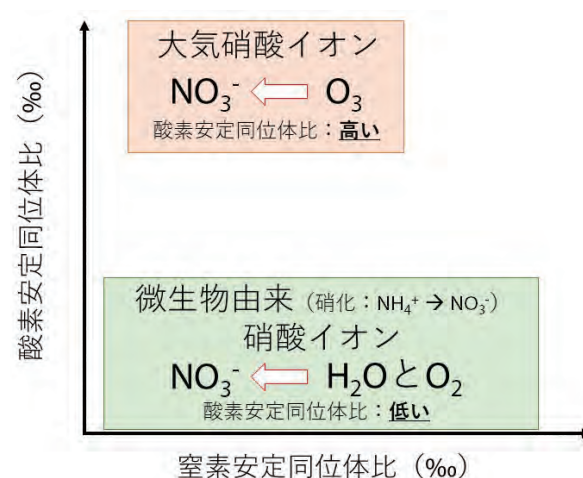 酸素安定同位体比（‰）
大気硝酸イオン
NO₃⁻ ⇐ O₃
酸素安定同位体比：高い
微生物由来（硝化：NH₄⁺ → NO₃⁻）
硝酸イオン
NO₃⁻ ⇐ H₂OとO₂
酸素安定同位体比：低い
窒素安定同位体比（‰）